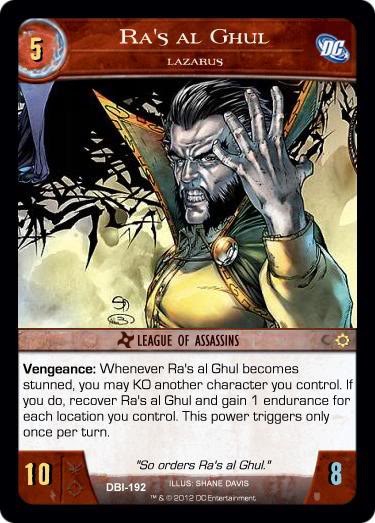 5
RA'S AL GHUL
LAZARUS
DC
LEAGUE OF ASSASSINS
C
Vengeance: Whenever Ra's al Ghul becomes
stunned, you may KO another character you control. If
you do, recover Ra's al Ghul and gain 1 endurance for
each location you control. This power triggers only
once per turn.
"So orders Ra's al Ghul."
10
DBI-192
ILLUS: SHANE DAVIS
8
™ & © 2012 DC Entertainment